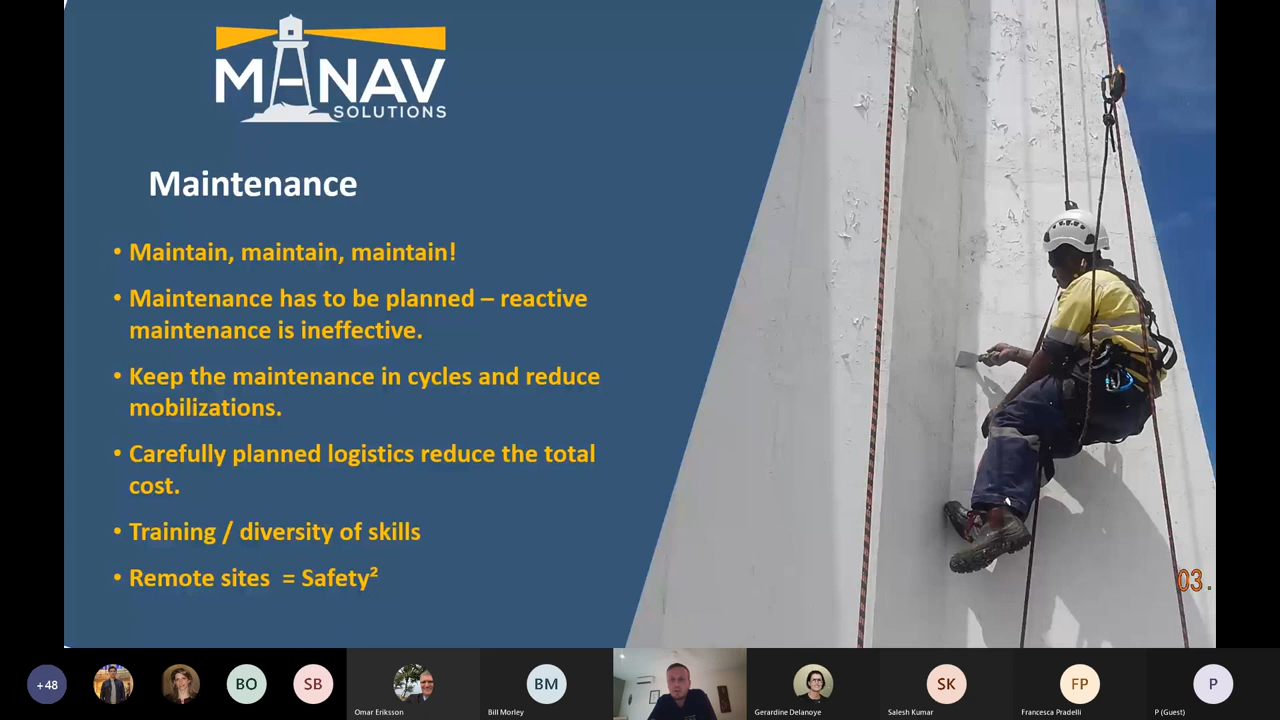 MANAV
SOLUTIONS
Maintenance
• Maintain, maintain, maintain!
• Maintenance has to be planned – reactive
maintenance is ineffective.
• Keep the maintenance in cycles and reduce
mobilizations.
• Carefully planned logistics reduce the total
cost.
• Training / diversity of skills
• Remote sites = Safety²
03.
+48
BO
SB
Omar Eriksson
BM
Bill Morley
Gerardine Delanoye
SK
Salesh Kumar
FP
Francesca Pradelli
P
P (Guest)